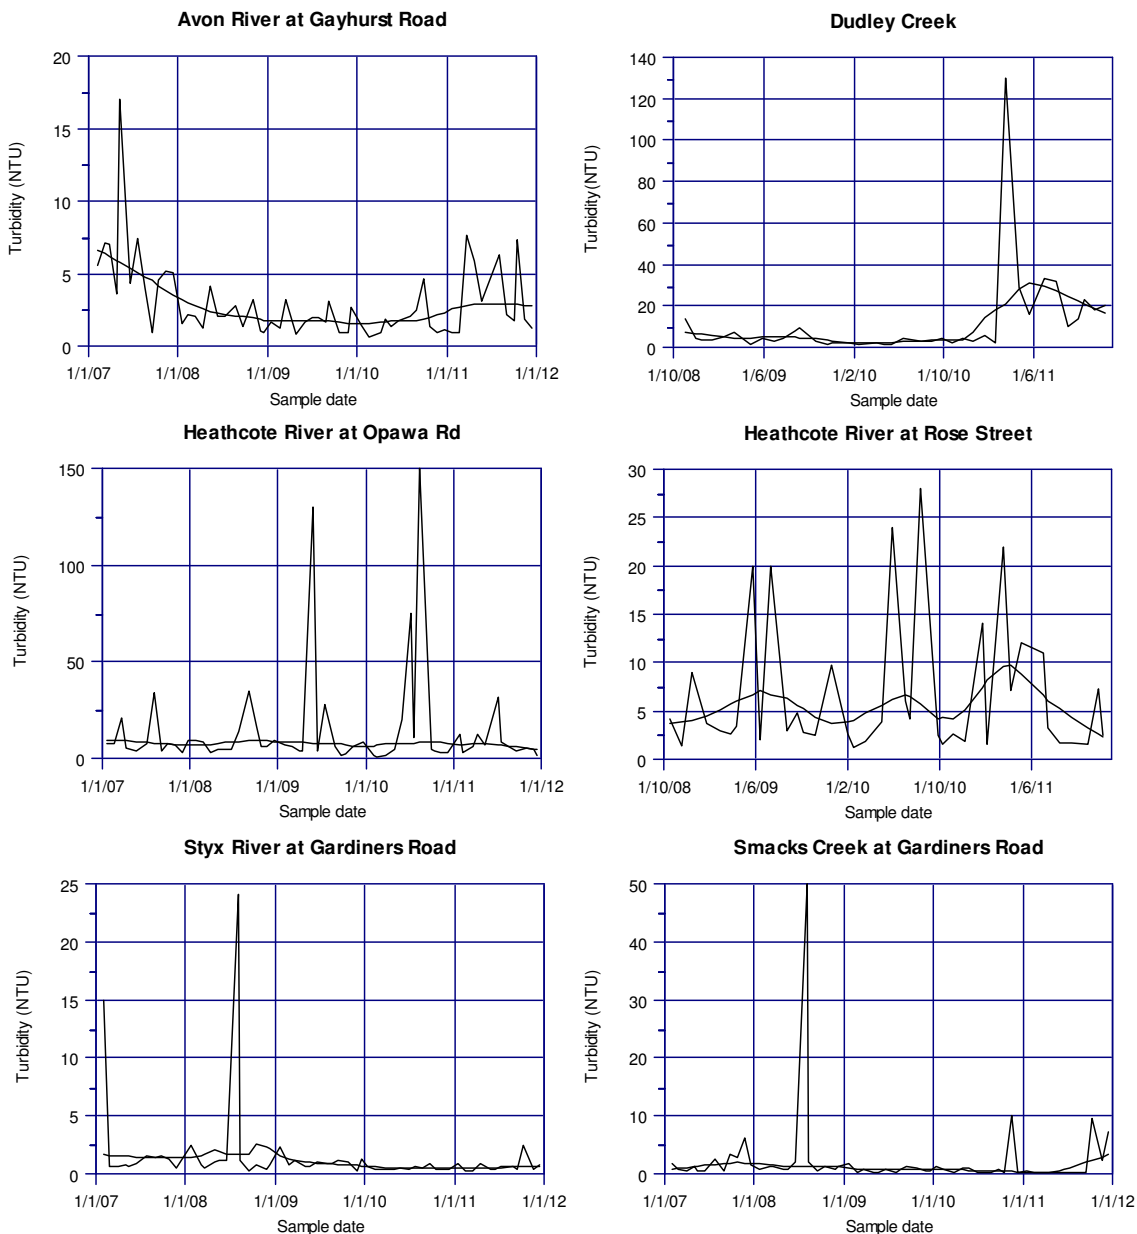 Avon River at Gayhurst Road
Turbidity (NTU)
20
15
10
5
0
1/1/07 1/1/08 1/1/09 1/1/10 1/1/11 1/1/12
Sample date
Dudley Creek
Turbidity(NTU)
140
120
100
80
60
40
20
0
1/10/08 1/6/09 1/2/10 1/10/10 1/6/11
Sample date
Heathcote River at Opawa Rd
Turbidity (NTU)
150
100
50
0
1/1/07 1/1/08 1/1/09 1/1/10 1/1/11 1/1/12
Sample date
Heathcote River at Rose Street
Turbidity (NTU)
30
25
20
15
10
5
0
1/10/08 1/6/09 1/2/10 1/10/10 1/6/11
Sample date
Styx River at Gardiners Road
Turbidity (NTU)
25
20
15
10
5
0
1/1/07 1/1/08 1/1/09 1/1/10 1/1/11 1/1/12
Sample date
Smacks Creek at Gardiners Road
Turbidity (NTU)
50
40
30
20
10
0
1/1/07 1/1/08 1/1/09 1/1/10 1/1/11 1/1/12
Sample date